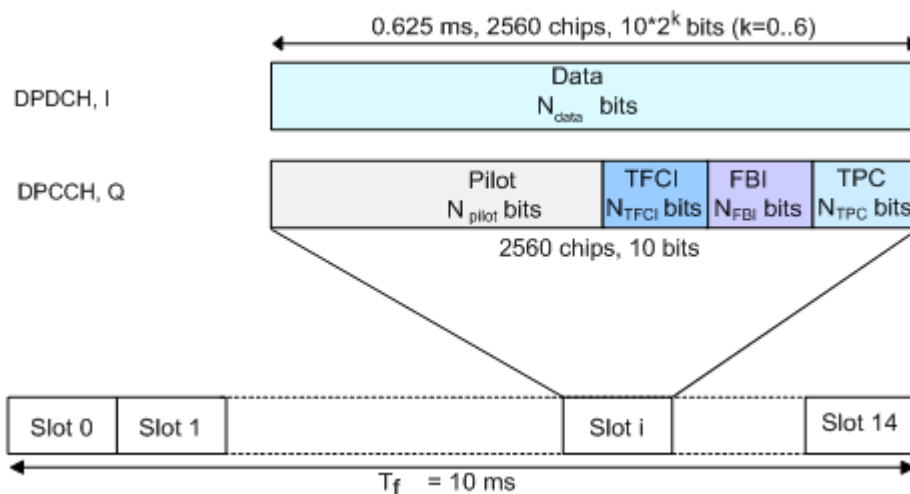 0.625 ms, 2560 chips, 10*2^k bits (k=0..6)
DPDCH, I
Data
N_data bits
DPCCH, Q
Pilot
N_pilot bits
TFCI
N_TFCI bits
FBI
N_FBI bits
TPC
N_TPC bits
2560 chips, 10 bits
Slot 0
Slot 1
Slot i
Slot 14
T_f = 10 ms